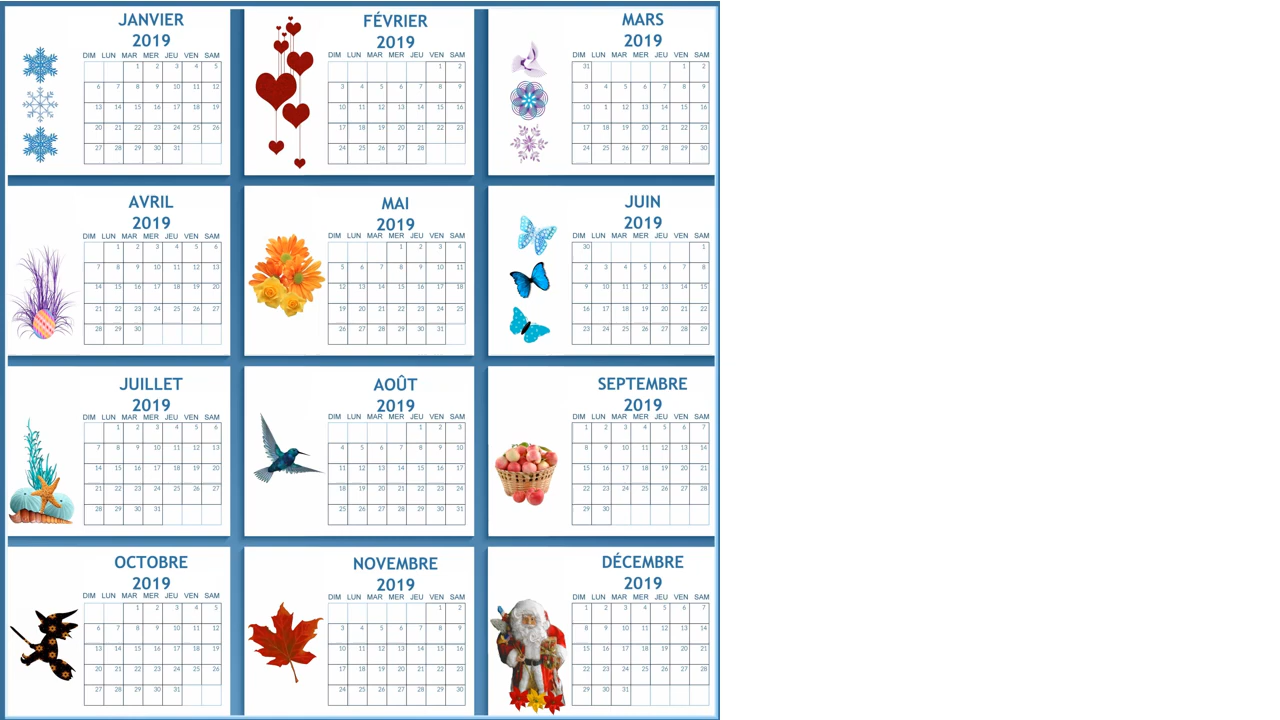 JANVIER
2019
DIM LUN MAR MER JEU VEN SAM
1 2 3 4 5
6 7 8 9 10 11 12
13 14 15 16 17 18 19
20 21 22 23 24 25 26
27 28 29 30 31
FÉVRIER
2019
DIM LUN MAR MER JEU VEN SAM
1 2
3 4 5 6 7 8 9
10 11 12 13 14 15 16
17 18 19 20 21 22 23
24 25 26 27 28
MARS
2019
DIM LUN MAR MER JEU VEN SAM
31 1 2
3 4 5 6 7 8 9
10 1 12 13 14 15 16
17 18 19 20 21 22 23
24 25 26 27 28 29 30
AVRIL
2019
DIM LUN MAR MER JEU VEN SAM
1 2 3 4 5 6
7 8 9 10 11 12 13
14 15 16 17 18 19 20
21 22 23 24 25 26 27
28 29 30
MAI
2019
DIM LUN MAR MER JEU VEN SAM
1 2 3 4
5 6 7 8 9 10 11
12 13 14 15 16 17 18
19 20 21 22 23 24 25
26 27 28 29 30 31
JUIN
2019
DIM LUN MAR MER JEU VEN SAM
30 1
2 3 4 5 6 7 8
9 10 11 12 13 14 15
16 17 18 19 20 21 22
23 24 25 26 27 28 29
JUILLET
2019
DIM LUN MAR MER JEU VEN SAM
1 2 3 4 5 6
7 8 9 10 11 12 13
14 15 16 17 18 19 20
21 22 23 24 25 26 27
28 29 30 31
AOÛT
2019
DIM LUN MAR MER JEU VEN SAM
1 2 3
4 5 6 7 8 9 10
11 12 13 14 15 16 17
18 19 20 21 22 23 24
25 26 27 28 29 30 31
SEPTEMBRE
2019
DIM LUN MAR MER JEU VEN SAM
1 2 3 4 5 6 7
8 9 10 11 12 13 14
15 16 17 18 19 20 21
22 23 24 25 26 27 28
29 30
OCTOBRE
2019
DIM LUN MAR MER JEU VEN SAM
1 2 3 4 5
6 7 8 9 10 11 12
13 14 15 16 17 18 19
20 21 22 23 24 25 26
27 28 29 30 31
NOVEMBRE
2019
DIM LUN MAR MER JEU VEN SAM
1 2
3 4 5 6 7 8 9
10 11 12 13 14 15 16
17 18 19 20 21 22 23
24 25 26 27 28 29 30
DÉCEMBRE
2019
DIM LUN MAR MER JEU VEN SAM
1 2 3 4 5 6 7
8 9 10 11 12 13 14
15 16 17 18 19 20 21
22 23 24 25 26 27 28
29 30 31